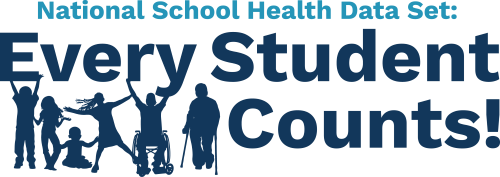 National School Health Data Set:
Every Student
Counts!